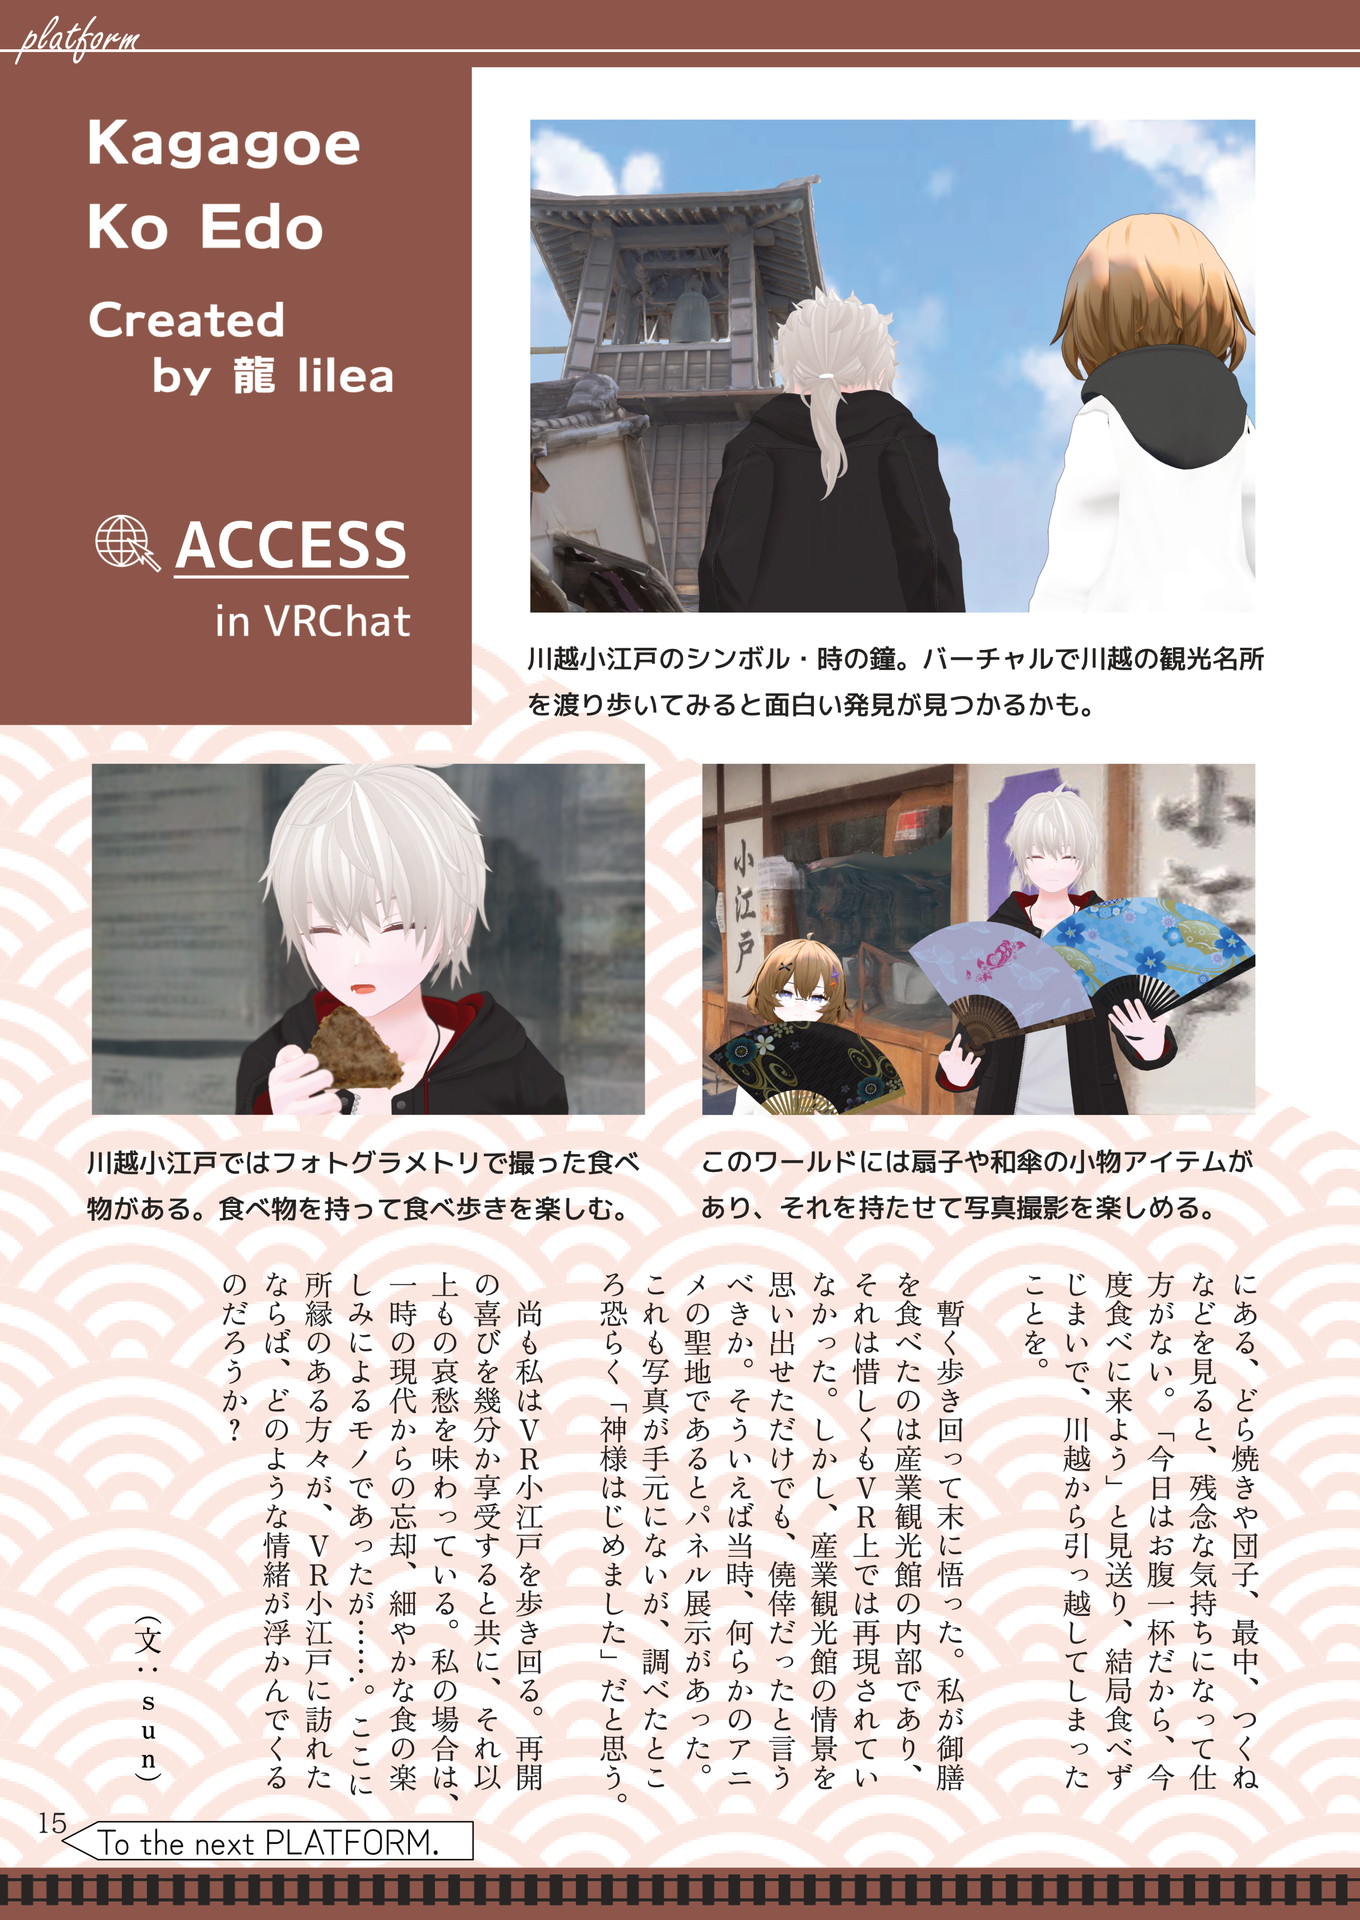 platform
Kagagoe
Ko Edo
Created
by 龍 lilea
ACCESS
in VRChat
川越小江戸のシンボル・時の鐘。バーチャルで川越の観光名所
を渡り歩いてみると面白い発見が見つかるかも。
小江戸
小江
川越小江戸ではフォトグラメトリで撮った食べ
物がある。食べ物を持って食べ歩きを楽しむ。
このワールドには扇子や和傘の小物アイテムが
あり、それを持たせて写真撮影を楽しめる。
にある、どら焼きや団子、最中、つくね
などを見ると、残念な気持ちになって仕
方がない。「今日はお腹一杯だから、今
度食べに来よう」と見送り、結局食べず
じまいで、川越から引っ越してしまった
ことを。
暫く歩き回って末に悟った。私が御膳
を食べたのは産業観光館の内部であり、
それは惜しくもVR上では再現されてい
なかった。しかし、産業観光館の情景を
思い出せただけでも、僥倖だったと言う
べきか。そういえば当時、何らかのアニ
メの聖地であるとパネル展示があった。
これも写真が手元にないが、調べたとこ
ろ恐らく「神様はじめました」だと思う。
尚も私はVR小江戸を歩き回る。再開
の喜びを幾分か享受すると共に、それ以
上もの哀愁を味わっている。私の場合は、
一時の現代からの忘却、細やかな食の楽
しみによるモノであったが……。ここに
所縁のある方々が、VR小江戸に訪れた
ならば、どのような情緒が浮かんでくる
のだろうか?
(文:sun)
15
To the next PLATFORM.